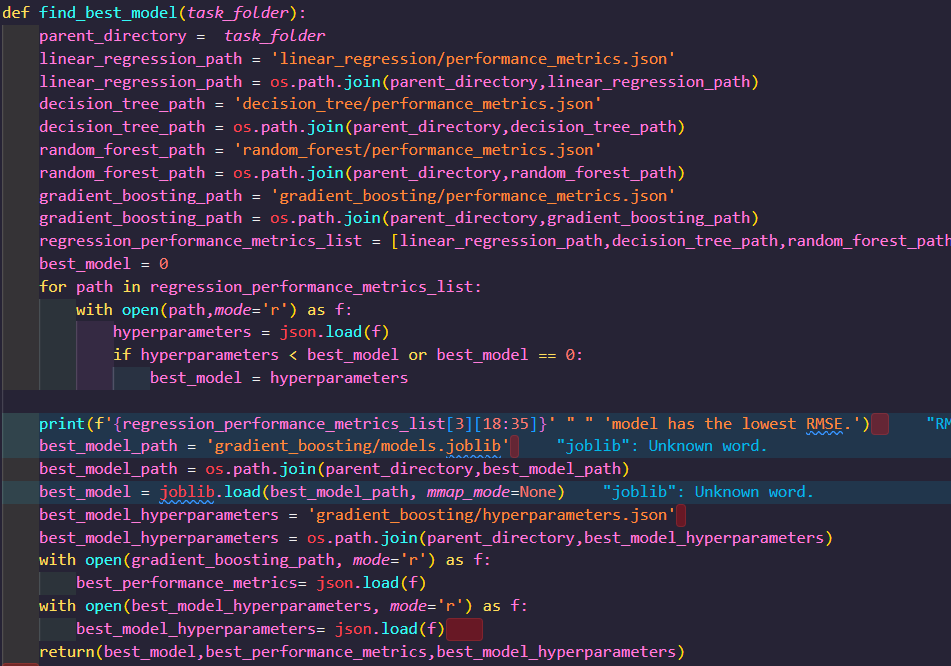 def find_best_model(task_folder):
    parent_directory =  task_folder
    linear_regression_path = 'linear_regression/performance_metrics.json'
    linear_regression_path = os.path.join(parent_directory,linear_regression_path)
    decision_tree_path = 'decision_tree/performance_metrics.json'
    decision_tree_path = os.path.join(parent_directory,decision_tree_path)
    random_forest_path = 'random_forest/performance_metrics.json'
    random_forest_path = os.path.join(parent_directory,random_forest_path)
    gradient_boosting_path = 'gradient_boosting/performance_metrics.json'
    gradient_boosting_path = os.path.join(parent_directory,gradient_boosting_path)
    regression_performance_metrics_list = [linear_regression_path,decision_tree_path,random_forest_path
    best_model = 0
    for path in regression_performance_metrics_list:
        with open(path,mode='r') as f:
            hyperparameters = json.load(f)
            if hyperparameters < best_model or best_model == 0:
                best_model = hyperparameters
    print(f'{regression_performance_metrics_list[3][18:35]}' " " 'model has the lowest RMSE.')    "RM
    best_model_path = 'gradient_boosting/models.joblib'    "joblib": Unknown word.
    best_model_path = os.path.join(parent_directory,best_model_path)
    best_model = joblib.load(best_model_path, mmap_mode=None)    "joblib": Unknown word.
    best_model_hyperparameters = 'gradient_boosting/hyperparameters.json'
    best_model_hyperparameters = os.path.join(parent_directory,best_model_hyperparameters)
    with open(gradient_boosting_path, mode='r') as f:
        best_performance_metrics= json.load(f)
    with open(best_model_hyperparameters, mode='r') as f:
        best_model_hyperparameters= json.load(f)
    return(best_model,best_performance_metrics,best_model_hyperparameters)